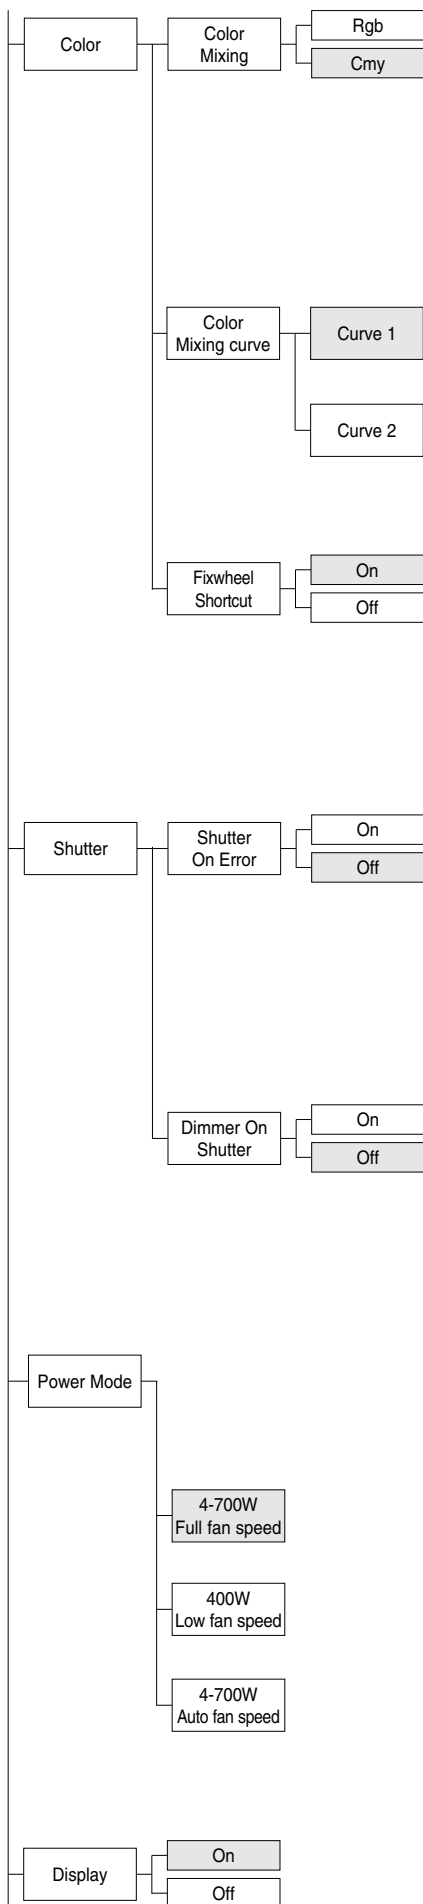 Color
Color
Mixing
Rgb
Cmy
Color
Mixing curve
Curve 1
Curve 2
Fixwheel
Shortcut
On
Off
Shutter
Shutter
On Error
On
Off
Dimmer On
Shutter
On
Off
Power Mode
4-700W
Full fan speed
400W
Low fan speed
4-700W
Auto fan speed
Display
On
Off